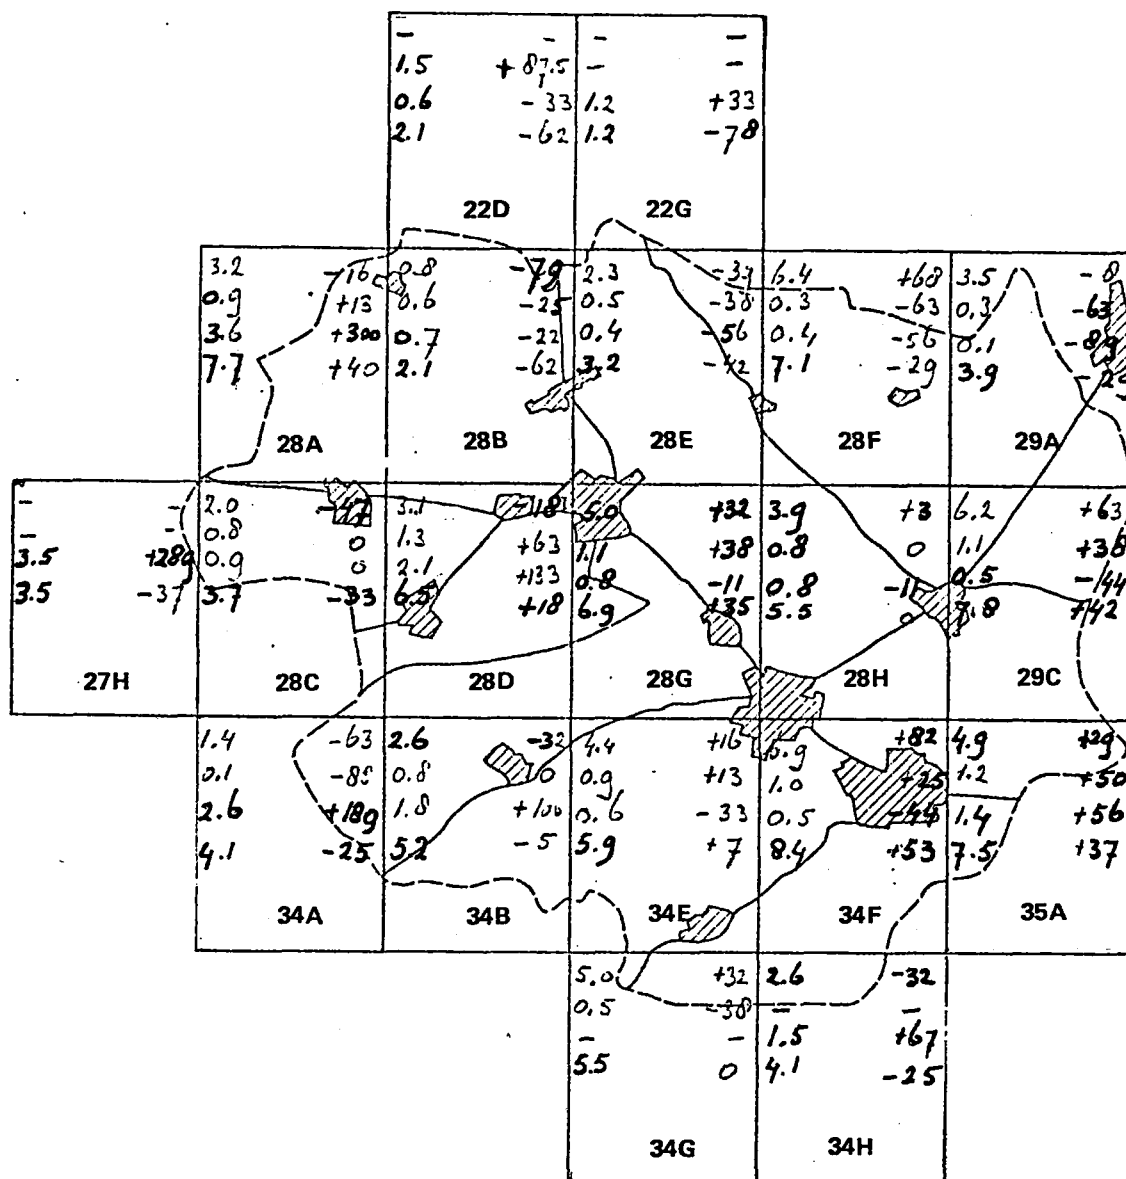 - - - -
1.5 +87.5 - -
0.6 -33 1.2 +33
2.1 -62 1.2 -78
22D 22G
3.2 -16 0.8 -79 2.3 -39 6.4 +68 3.5 -8
0.9 +13 0.6 -25 0.5 -38 0.3 -63 0.3 -63
3.6 +300 0.7 -22 0.4 -56 0.4 -56 0.1 -89
7.7 +40 2.1 -62 3.2 -42 7.1 -29 3.9 -29
28A 28B 28E 28F 29A
- - 2.0 -47 3.1 -18 5.0 +32 3.9 +3 6.2 +63
- - 0.8 0 1.3 +63 1.1 +38 0.8 0 1.1 +38
3.5 +289 0.9 0 2.1 +133 0.8 -11 0.8 -11 0.5 -44
3.5 -37 3.7 -33 6.5 +18 6.9 +35 5.5 0 7.8 +42
27H 28C 28D 28G 28H 29C
1.4 -63 2.6 -32 4.4 +16 +82 4.9 +29
0.1 -88 0.8 0 0.9 +13 1.0 +25 1.2 +50
2.6 +189 1.8 +100 0.6 -33 0.5 -44 1.4 +56
4.1 -25 5.2 -5 5.9 +7 8.4 +53 7.5 +37
34A 34B 34E 34F 35A
5.0 +32 2.6 -32
0.5 -38 - -
- - 1.5 +67
5.5 0 4.1 -25
34G 34H